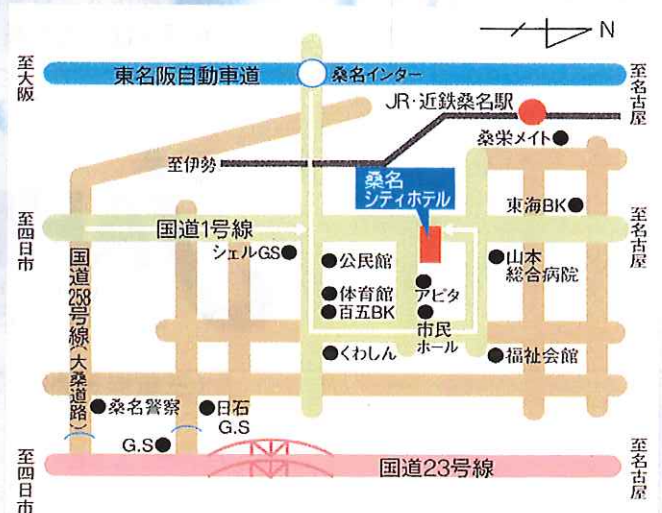 N
至大阪
東名阪自動車道
桑名インター
至名古屋
JR・近鉄桑名駅
桑栄メイト
至伊勢
桑名
シティホテル
東海BK
至四日市
国道1号線
至名古屋
シェルGS
公民館
山本
総合病院
体育館
アピタ
百五BK
市民
ホール
国道258号線(大桑道路)
くわしん
福祉会館
桑名警察
日石
G.S
G.S
至四日市
国道23号線
至名古屋